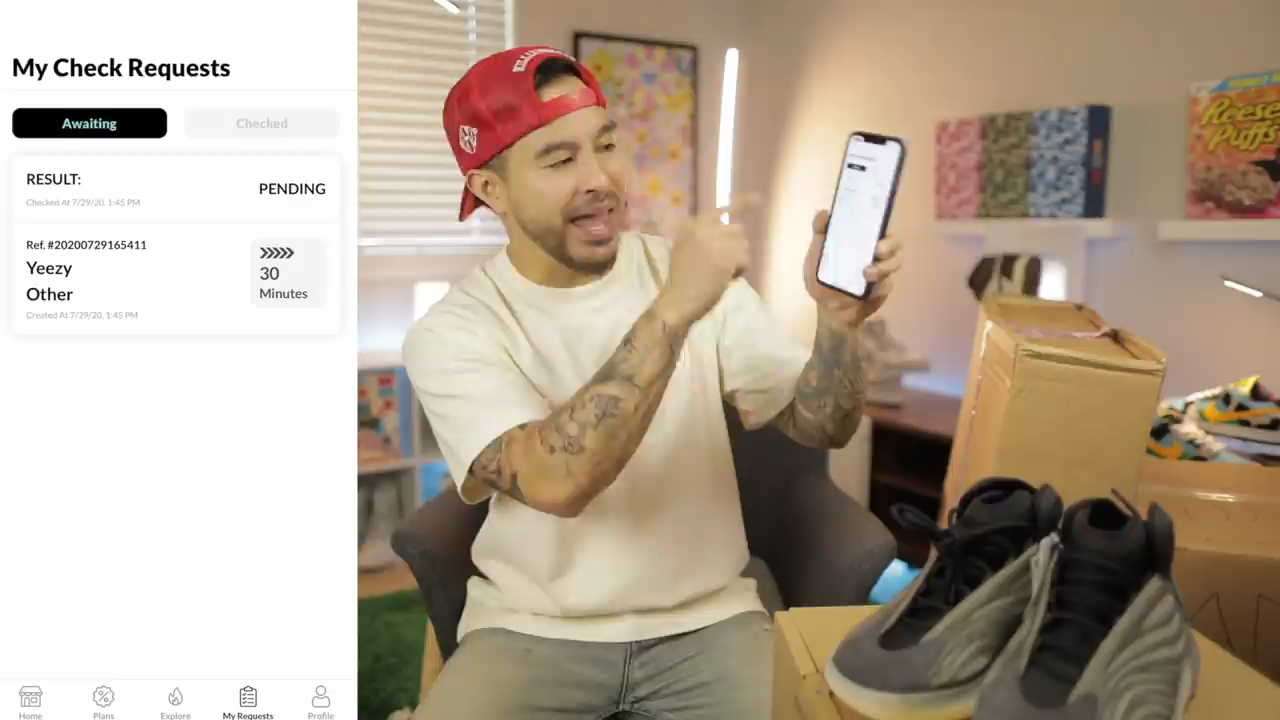 My Check Requests
Awaiting
Checked
RESULT:
PENDING
Checked At 7/29/20, 1:45 PM
Ref. #20200729165411
Yeezy
Other
30
Minutes
Created At 7/29/20, 1:45 PM
Home
Plans
Explore
My Requests
Profile
Reese's
Puffs